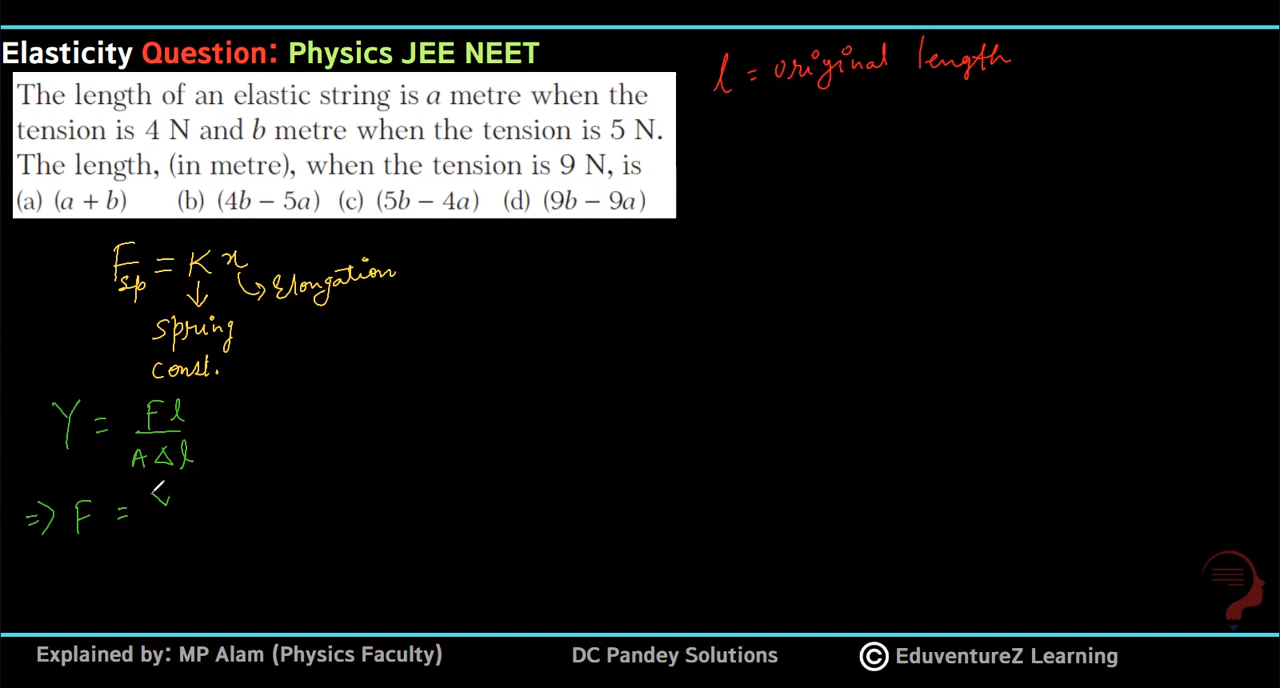 Elasticity Question: Physics JEE NEET
l = original length
The length of an elastic string is a metre when the
tension is 4 N and b metre when the tension is 5 N.
The length, (in metre), when the tension is 9 N, is
(a) (a + b) (b) (4b − 5a) (c) (5b − 4a) (d) (9b − 9a)
Fsp = K x
Elongation
Spring
const.
Y = Fl / AΔl
⇒ F =
Explained by: MP Alam (Physics Faculty) DC Pandey Solutions © EduventureZ Learning